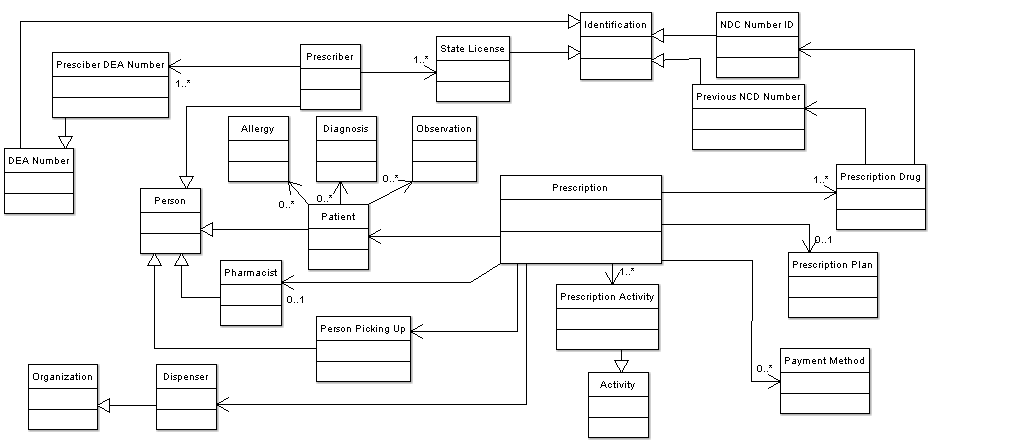 Identification
NDC Number ID
State License
Prescriber
1..*
Presciber DEA Number
1..*
Previous NCD Number
Allergy
Diagnosis
Observation
DEA Number
Prescription Drug
1..*
0..*
Prescription
0..*
Person
0..*
Patient
0..1
Prescription Plan
Pharmacist
1..*
0..1
Prescription Activity
Person Picking Up
Payment Method
0..*
Organization
Dispenser
Activity